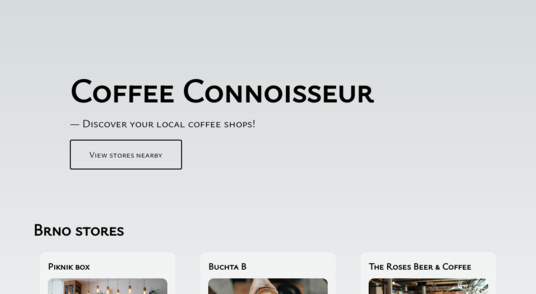 Coffee Connoisseur
— Discover your local coffee shops!
View stores nearby
Brno stores
Piknik box
Buchta B
The Roses Beer & Coffee